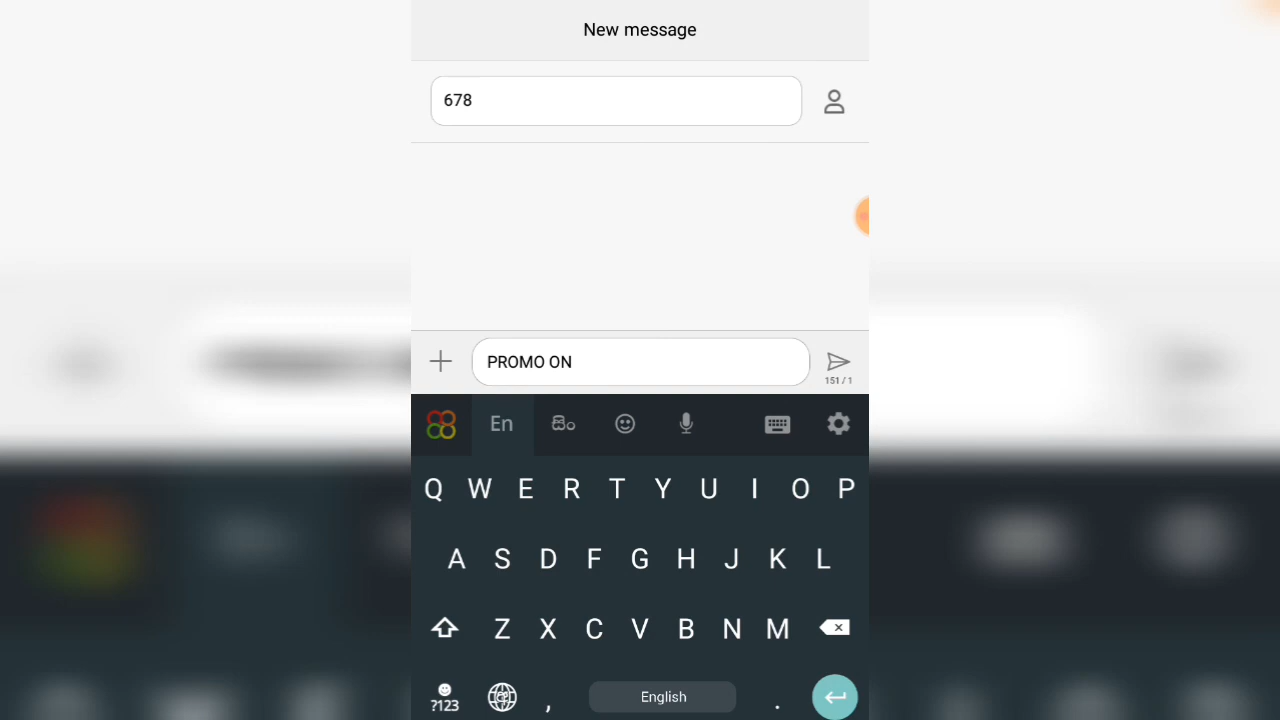 New message
678
PROMO ON
151 / 1
En
සිං
Q W E R T Y U I O P
A S D F G H J K L
Z X C V B N M
?123 , English .